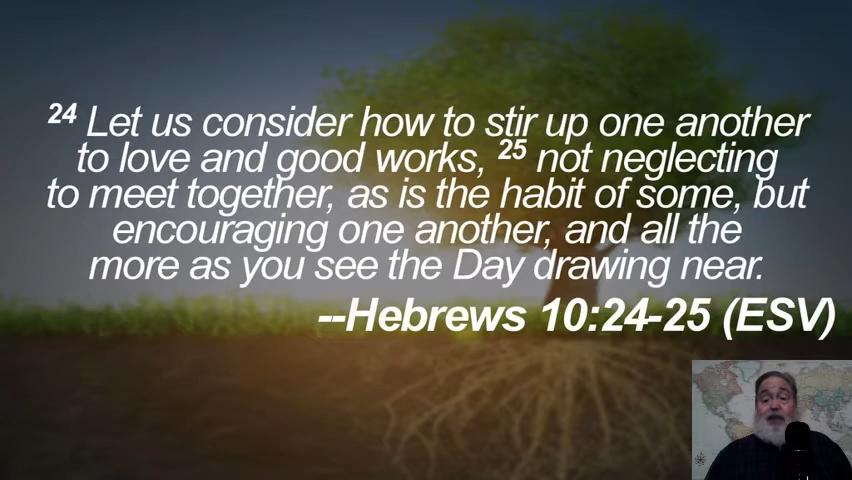 24 Let us consider how to stir up one another
to love and good works, 25 not neglecting
to meet together, as is the habit of some, but
encouraging one another, and all the
more as you see the Day drawing near.
--Hebrews 10:24-25 (ESV)